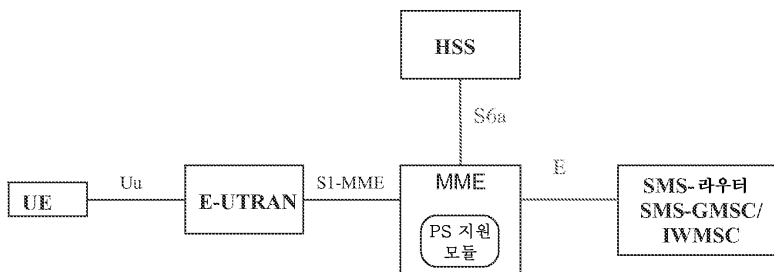 HSS
S6a
UE
Uu
E-UTRAN
S1-MME
MME
PS 지원
모듈
E
SMS-라우터
SMS-GMSC/
IWMSC